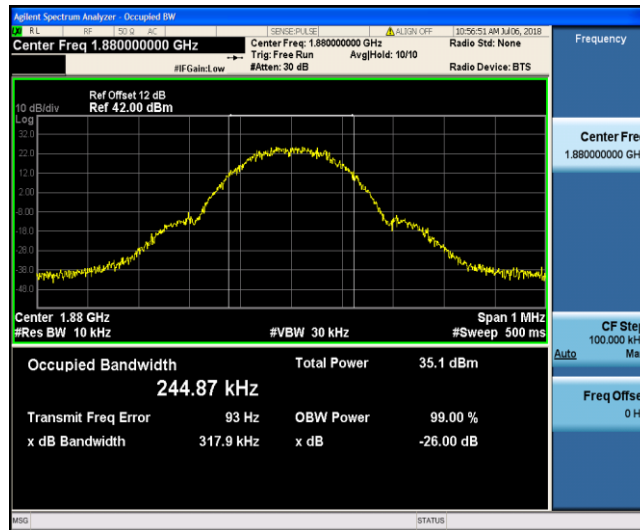 Agilent Spectrum Analyzer - Occupied BW
RL RF 50 Ω AC SENSE:PULSE ALIGN OFF 10:56:51 AM Jul 06, 2018
Center Freq 1.880000000 GHz
Center Freq: 1.880000000 GHz
Radio Std: None
Trig: Free Run Avg|Hold: 10/10
#IFGain:Low #Atten: 30 dB Radio Device: BTS
Frequency
Ref Offset 12 dB
10 dB/div Ref 42.00 dBm
Log
32.0
22.0
12.0
2.00
-8.00
-18.0
-28.0
-38.0
-48.0
Center 1.88 GHz Span 1 MHz
#Res BW 10 kHz #VBW 30 kHz #Sweep 500 ms
Occupied Bandwidth Total Power 35.1 dBm
244.87 kHz
Transmit Freq Error 93 Hz OBW Power 99.00 %
x dB Bandwidth 317.9 kHz x dB -26.00 dB
Center Fre
1.880000000 GH
CF Step
100.000 kH
Auto Ma
Freq Offse
0 H
MSG STATUS